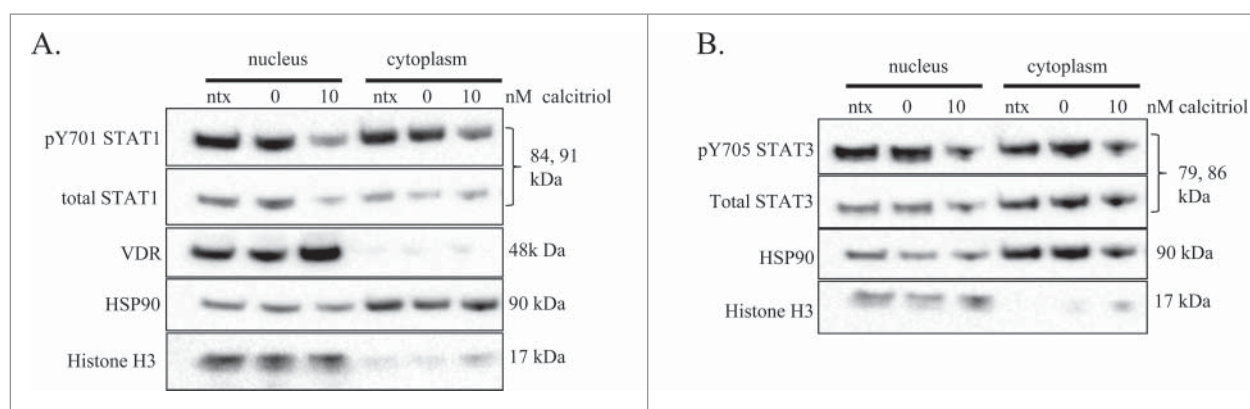 A.
nucleus cytoplasm
ntx 0 10 ntx 0 10 nM calcitriol
pY701 STAT1
84, 91
kDa
total STAT1
VDR 48k Da
HSP90 90 kDa
Histone H3 17 kDa
B.
nucleus cytoplasm
ntx 0 10 ntx 0 10 nM calcitriol
pY705 STAT3
79, 86
kDa
Total STAT3
HSP90 90 kDa
Histone H3 17 kDa